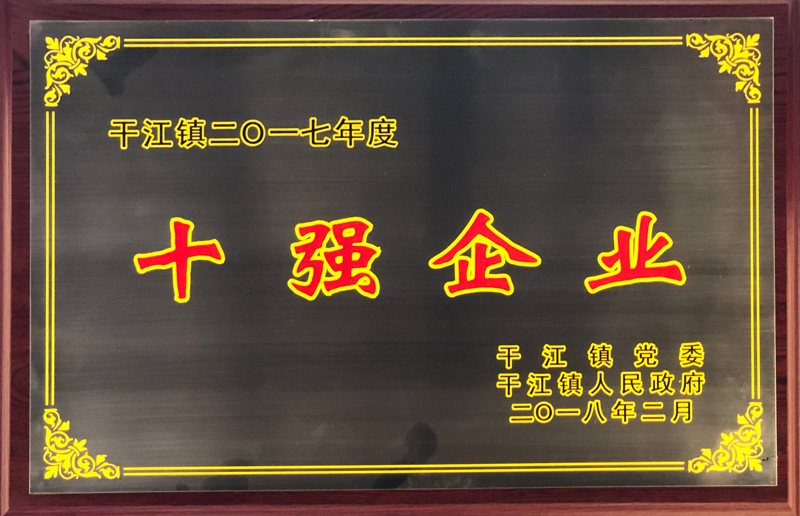 干江镇二〇一七年度
十强企业
干江镇党委
干江镇人民政府
二〇一八年二月